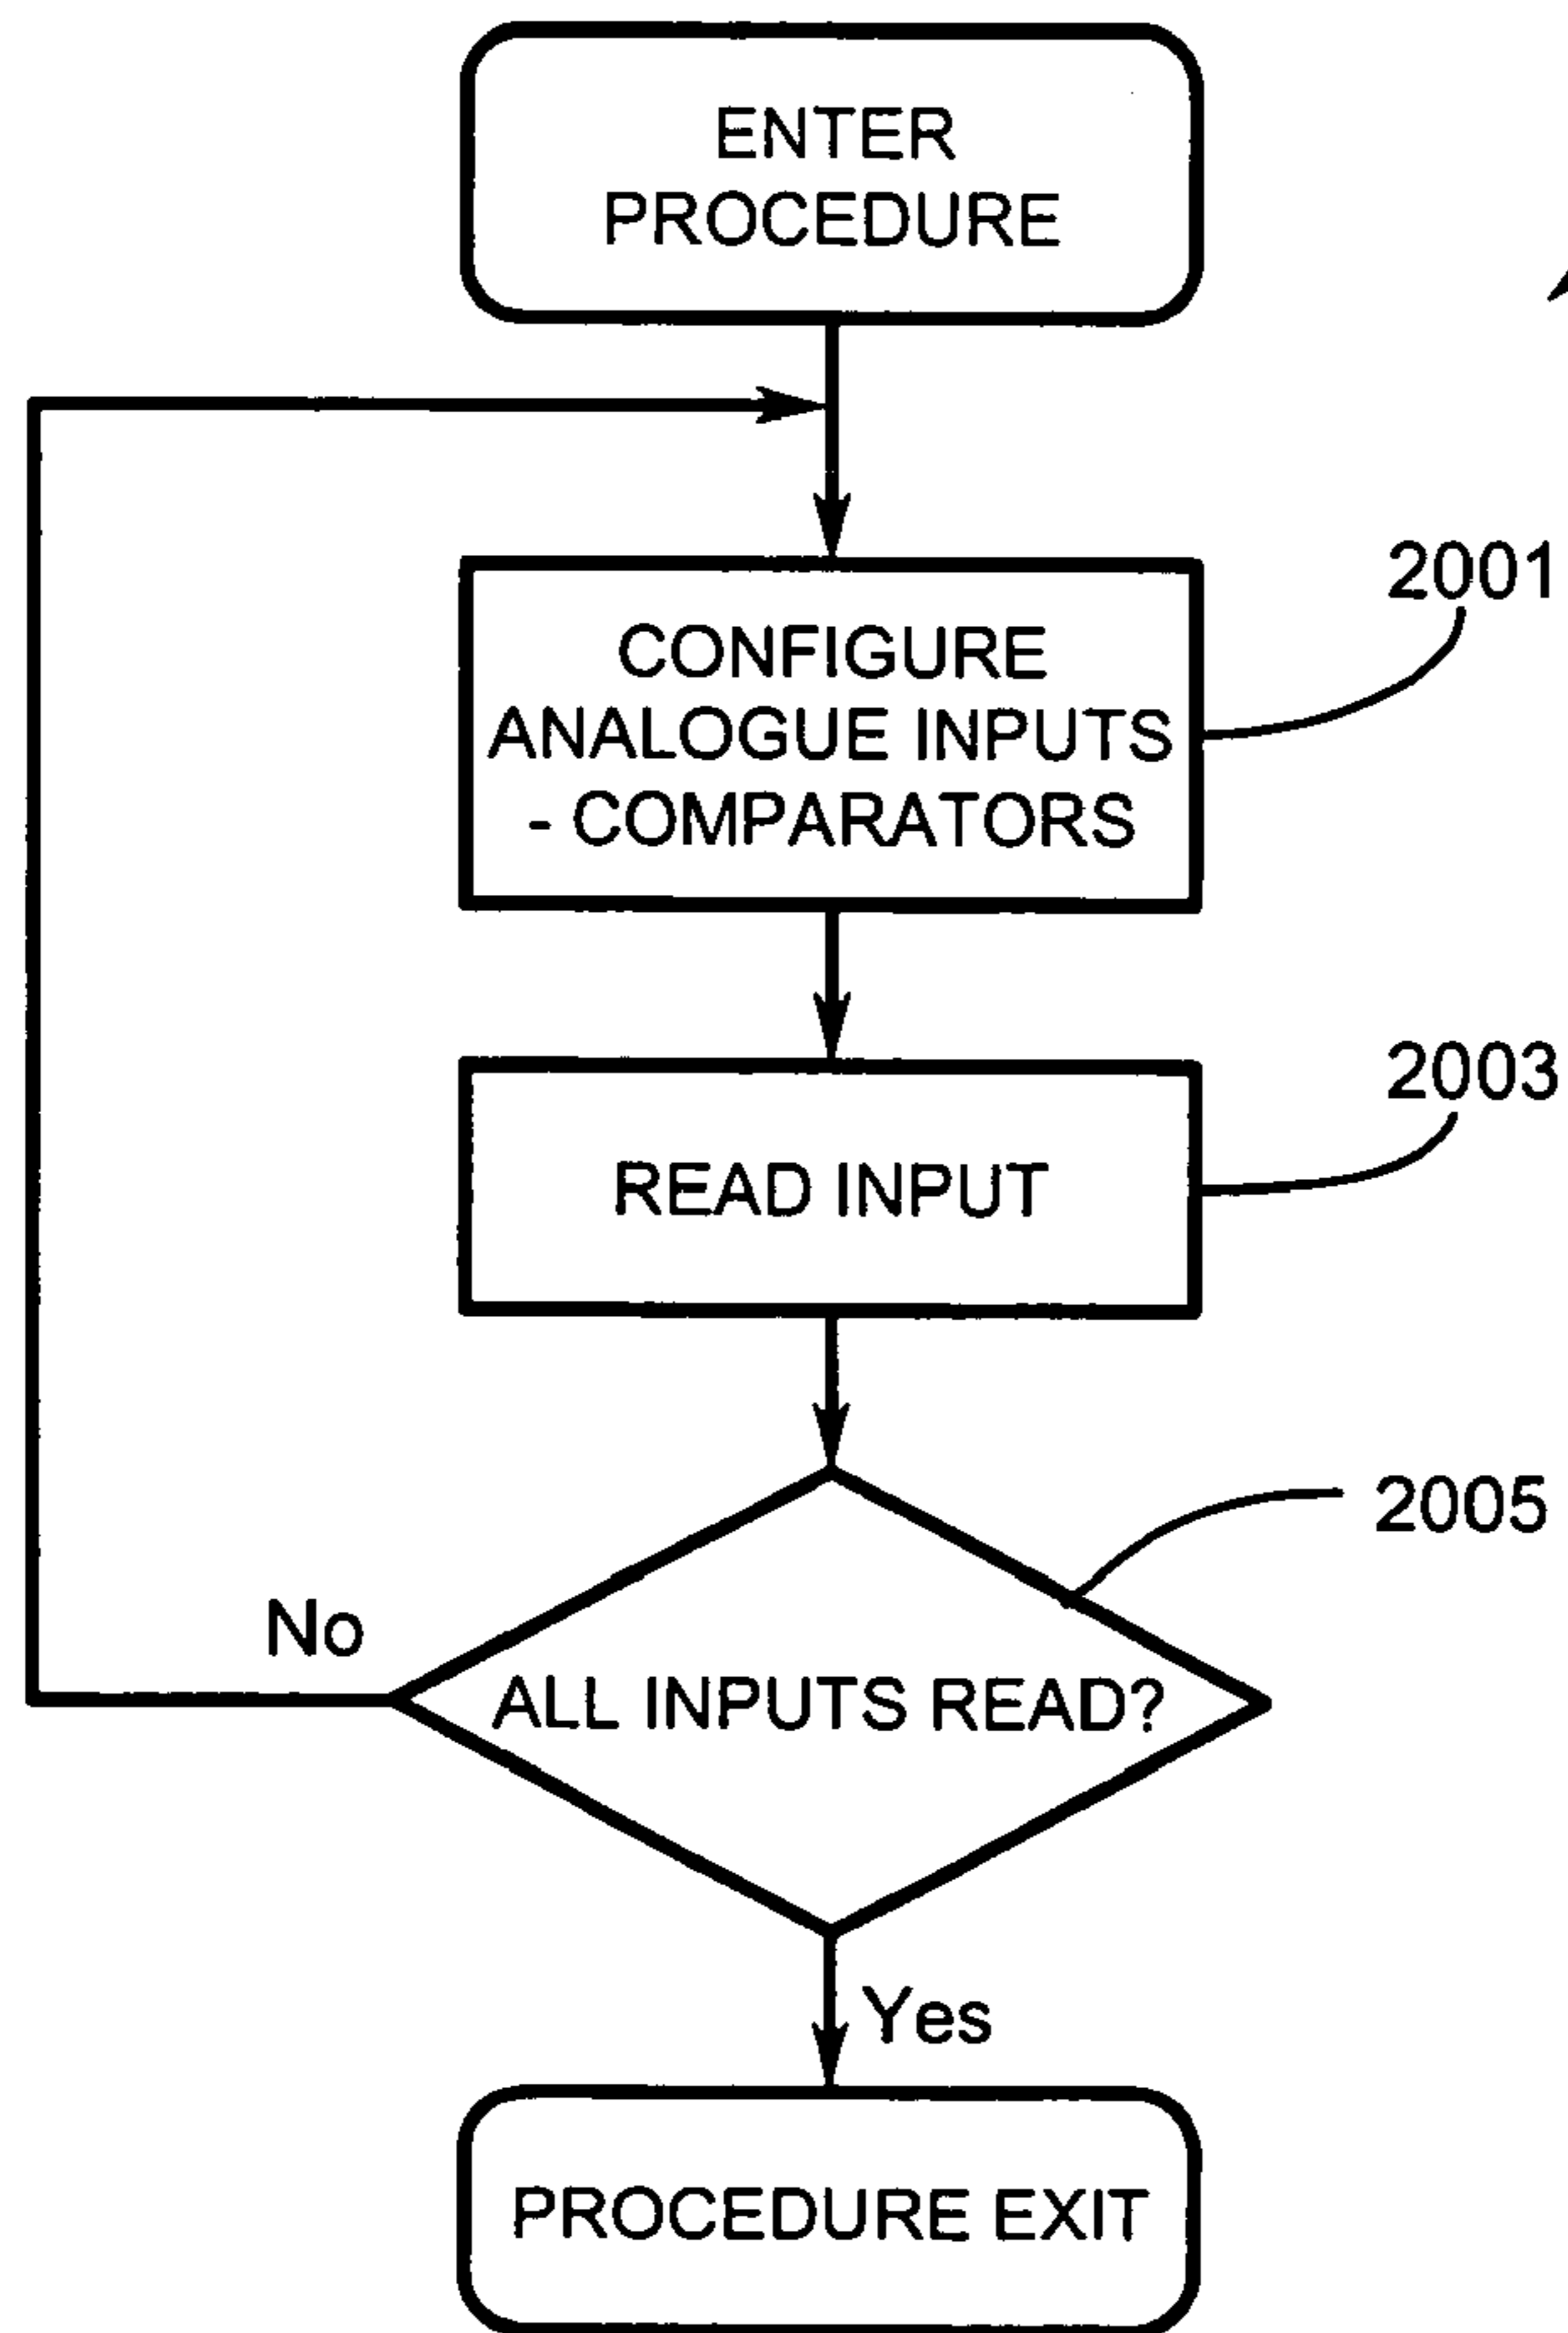 ENTER
PROCEDURE
2001
CONFIGURE
ANALOGUE INPUTS
- COMPARATORS
2003
READ INPUT
2005
No
ALL INPUTS READ?
Yes
PROCEDURE EXIT